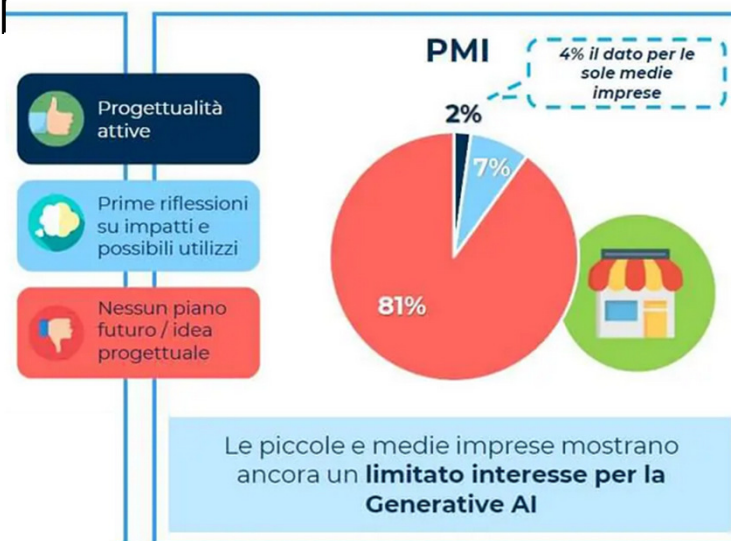 Progettualità
attive
Prime riflessioni
su impatti e
possibili utilizzi
Nessun piano
futuro / idea
progettuale
PMI
4% il dato per le
sole medie
imprese
2%
7%
81%
Le piccole e medie imprese mostrano
ancora un limitato interesse per la
Generative AI